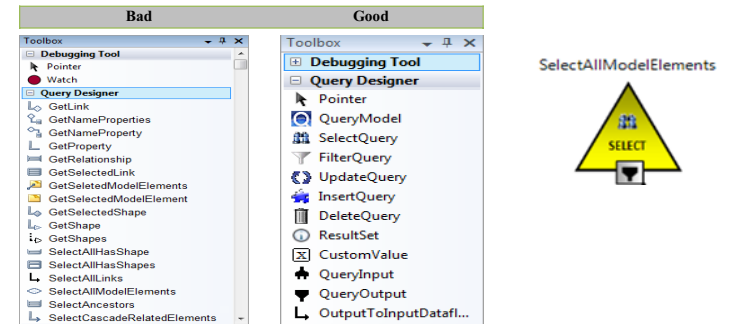 Bad
Good
Toolbox
Debugging Tool
Pointer
Watch
Query Designer
GetLink
GetNameProperties
GetNameProperty
GetProperty
GetRelationship
GetSelectedLink
GetSeletedModelElements
GetSelectedModelElement
GetSelectedShape
GetShape
GetShapes
SelectAllHasShape
SelectAllHasShapes
SelectAllLinks
SelectAllModelElements
SelectAncestors
SelectCascadeRelatedElements
Toolbox
Debugging Tool
Query Designer
Pointer
QueryModel
SelectQuery
FilterQuery
UpdateQuery
InsertQuery
DeleteQuery
ResultSet
CustomValue
QueryInput
QueryOutput
OutputToInputDatafl...
SelectAllModelElements
SELECT